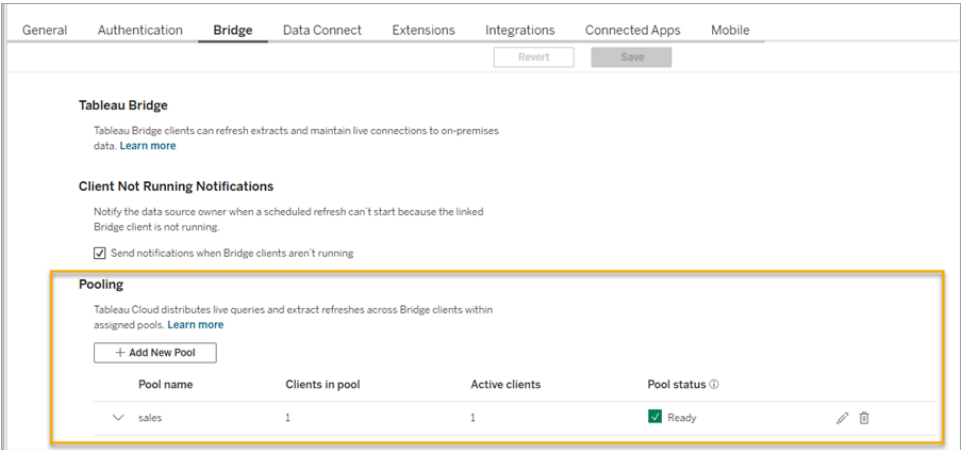 General Authentication Bridge Data Connect Extensions Integrations Connected Apps Mobile
Revert Save
Tableau Bridge
Tableau Bridge clients can refresh extracts and maintain live connections to on-premises
data. Learn more
Client Not Running Notifications
Notify the data source owner when a scheduled refresh can't start because the linked
Bridge client is not running.
Send notifications when Bridge clients aren't running
Pooling
Tableau Cloud distributes live queries and extract refreshes across Bridge clients within
assigned pools. Learn more
+ Add New Pool
Pool name Clients in pool Active clients Pool status
sales 1 1 Ready